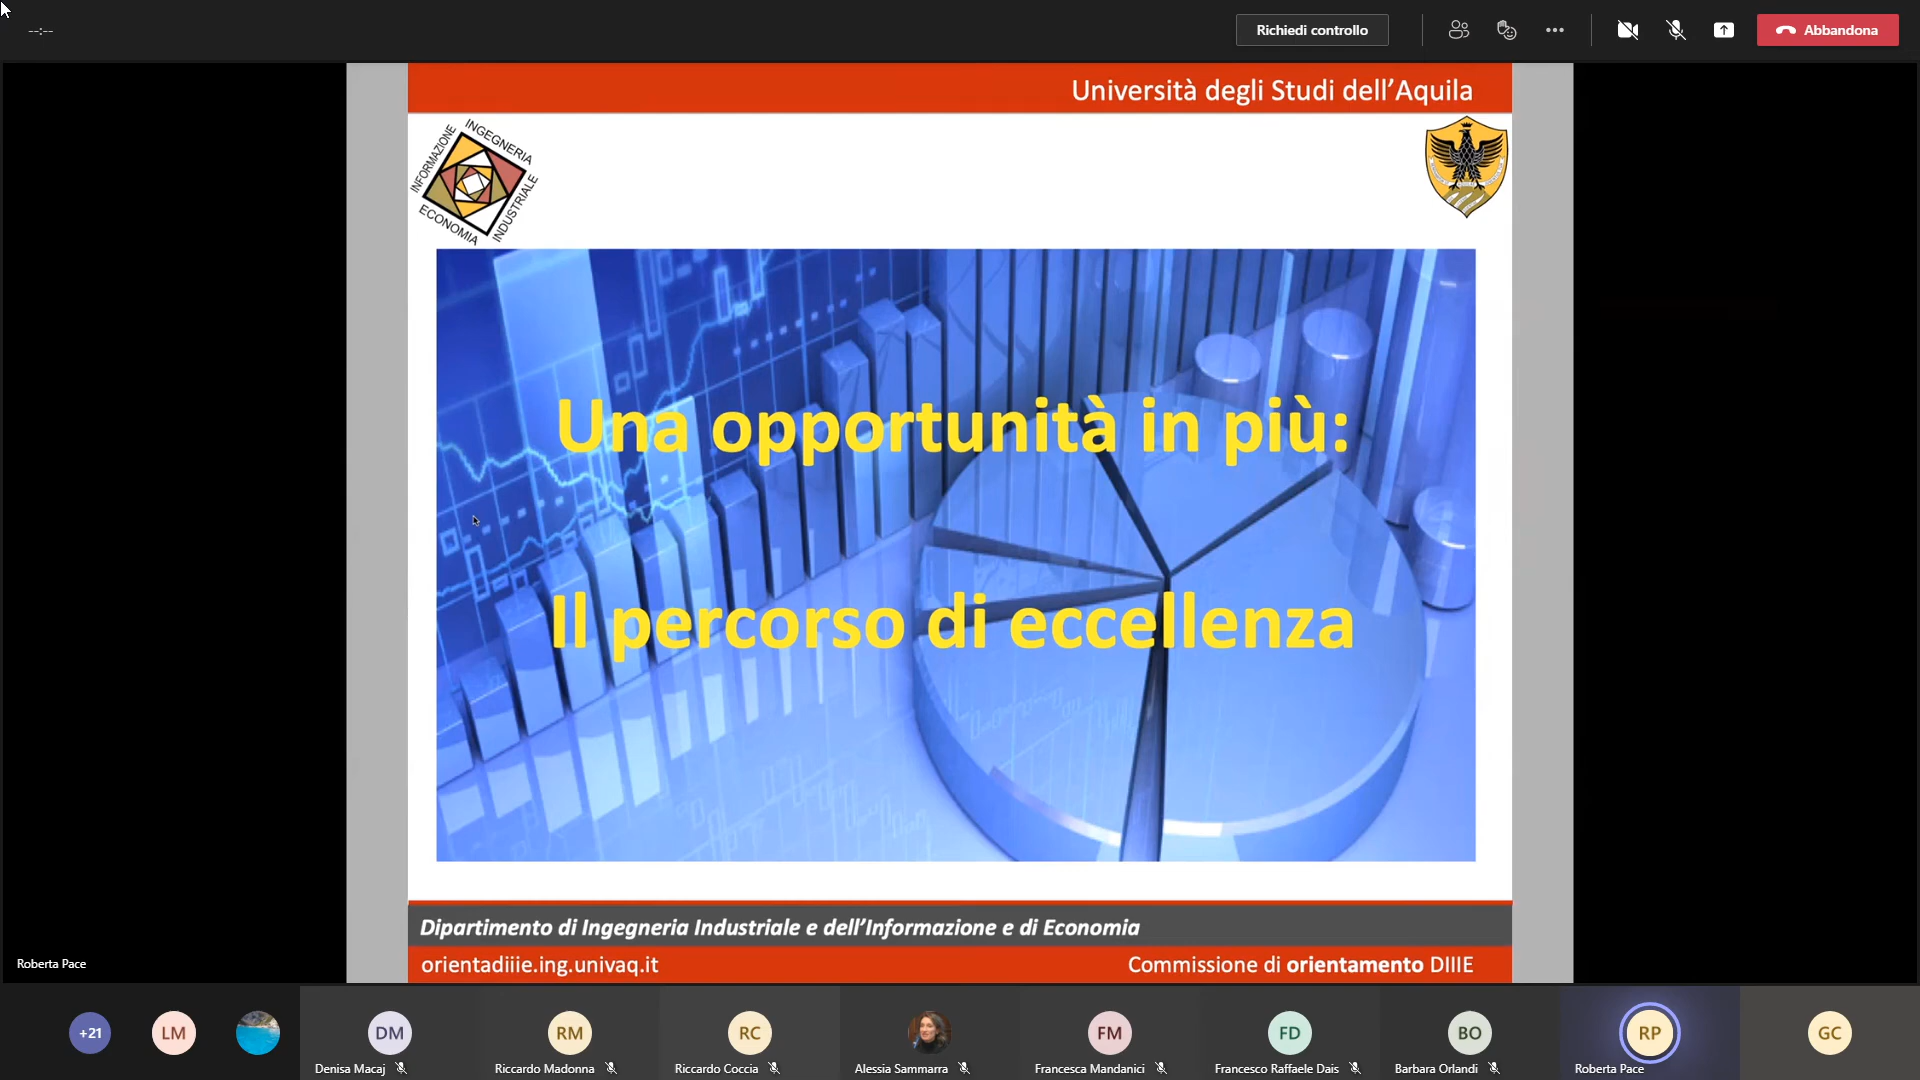 --:--
Richiedi controllo
Abbandona
Università degli Studi dell’Aquila
INFORMAZIONE
INGEGNERIA
INDUSTRIALE
ECONOMIA
Una opportunità in più:
Il percorso di eccellenza
Dipartimento di Ingegneria Industriale e dell’Informazione e di Economia
orientadiiie.ing.univaq.it
Commissione di orientamento DIIIE
Roberta Pace
+21
LM
DM
RM
RC
FM
FD
BO
RP
GC
Denisa Macaj
Riccardo Madonna
Riccardo Coccia
Alessia Sammarra
Francesca Mandanici
Francesco Raffaele Dais
Barbara Orlandi
Roberta Pace